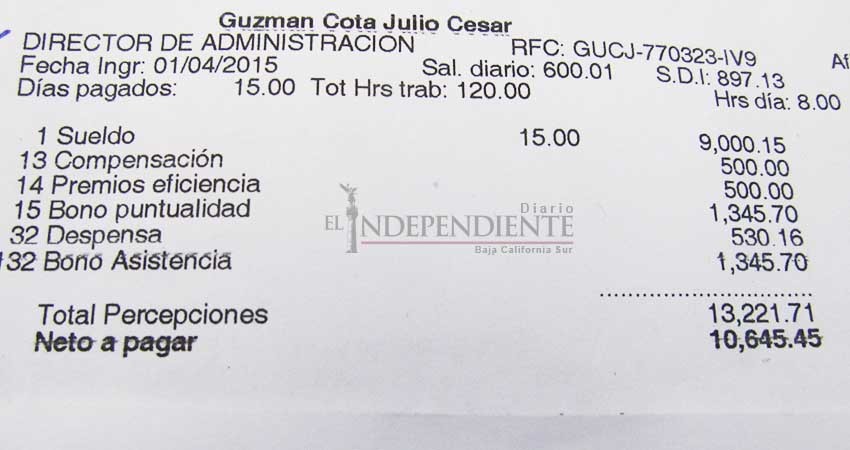 Guzman Cota Julio Cesar
DIRECTOR DE ADMINISTRACION RFC: GUCJ-770323-IV9
Fecha Ingr: 01/04/2015 Sal. diario: 600.01 S.D.I: 897.13
Días pagados: 15.00 Tot Hrs trab: 120.00 Hrs día: 8.00
1 Sueldo 15.00 9,000.15
13 Compensación 500.00
14 Premios eficiencia 500.00
15 Bono puntualidad 1,345.70
32 Despensa 530.16
132 Bono Asistencia 1,345.70
Diario
EL INDEPENDIENTE
Baja California Sur
Total Percepciones 13,221.71
Neto a pagar 10,645.45